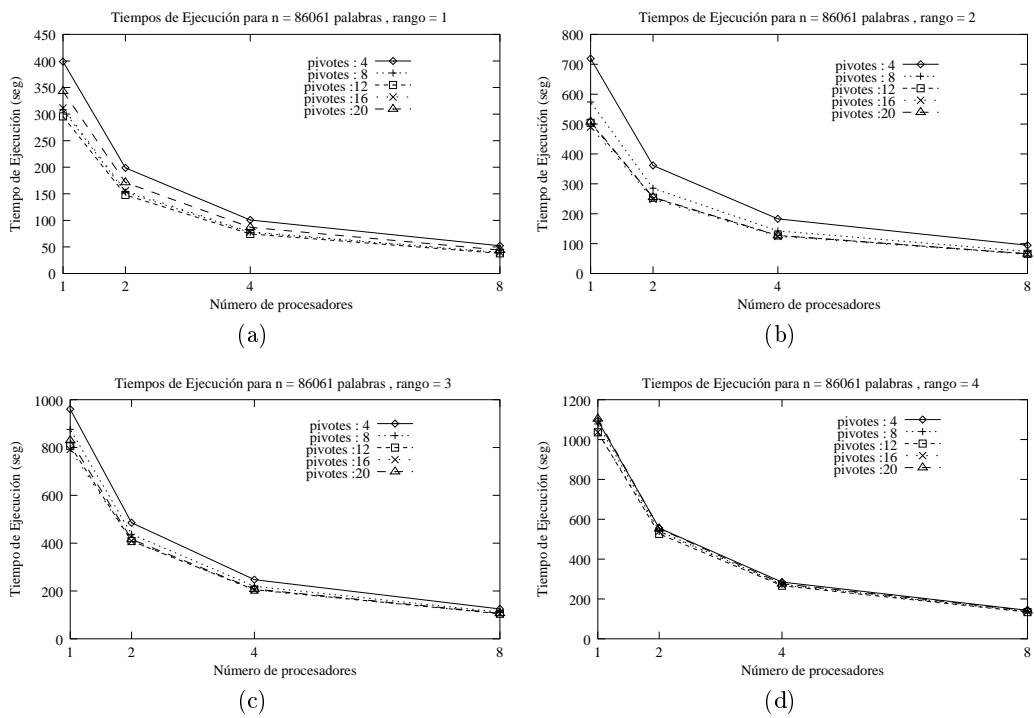 Tiempos de Ejecución para n = 86061 palabras , rango = 1
Tiempo de Ejecución (seg)
450
400
350
300
250
200
150
100
50
0
pivotes : 4
pivotes : 8
pivotes :12
pivotes :16
pivotes :20
1
2
4
8
Número de procesadores
(a)
Tiempos de Ejecución para n = 86061 palabras , rango = 2
Tiempo de Ejecución (seg)
800
700
600
500
400
300
200
100
0
pivotes : 4
pivotes : 8
pivotes :12
pivotes :16
pivotes :20
1
2
4
8
Número de procesadores
(b)
Tiempos de Ejecución para n = 86061 palabras , rango = 3
Tiempo de Ejecución (seg)
1000
800
600
400
200
0
pivotes : 4
pivotes : 8
pivotes :12
pivotes :16
pivotes :20
1
2
4
8
Número de procesadores
(c)
Tiempos de Ejecución para n = 86061 palabras , rango = 4
Tiempo de Ejecución (seg)
1200
1000
800
600
400
200
0
pivotes : 4
pivotes : 8
pivotes :12
pivotes :16
pivotes :20
1
2
4
8
Número de procesadores
(d)